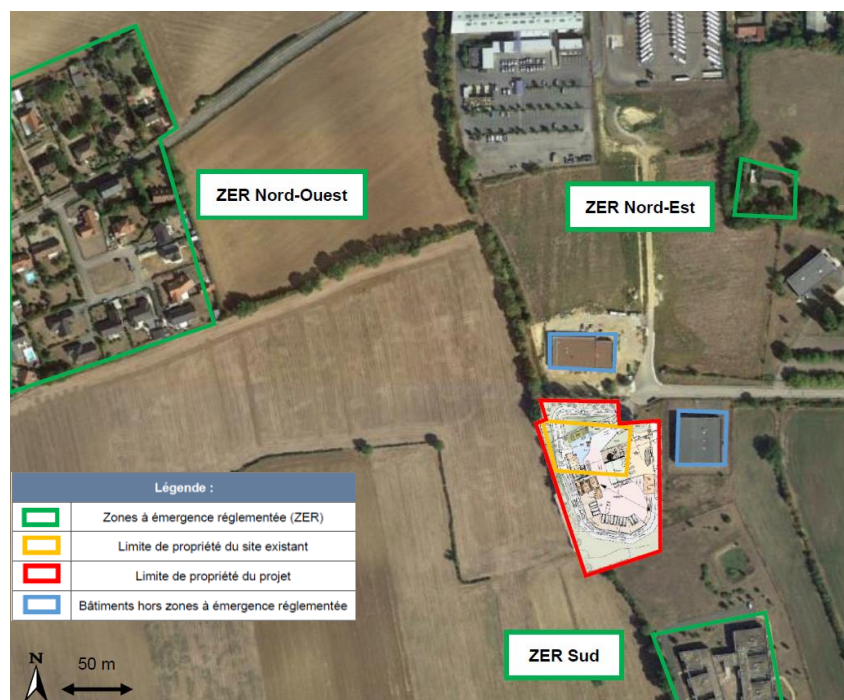 ZER Nord-Ouest
ZER Nord-Est
Légende :
Zones à émergence réglementée (ZER)
Limite de propriété du site existant
Limite de propriété du projet
Bâtiments hors zones à émergence réglementée
ZER Sud
N
50 m